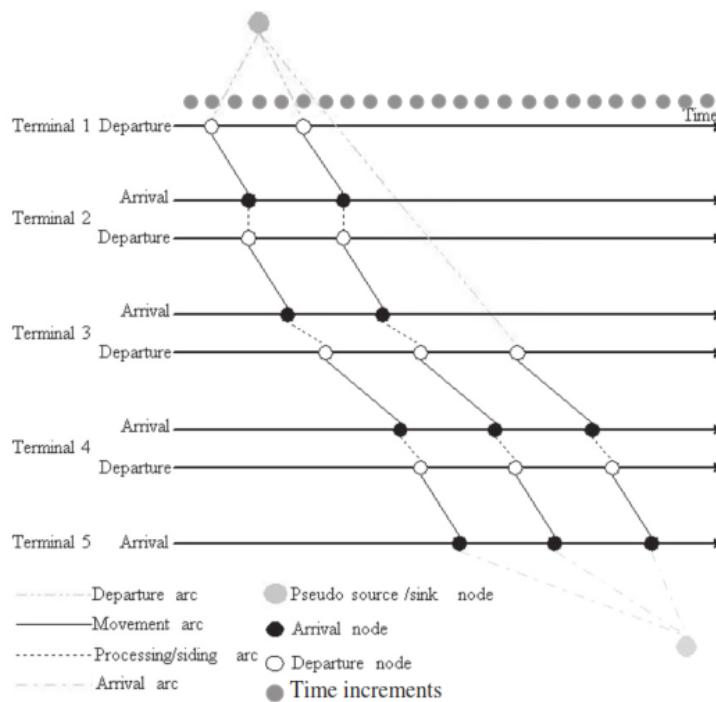 Time
Terminal 1 Departure
Arrival
Terminal 2
Departure
Arrival
Terminal 3
Departure
Arrival
Terminal 4
Departure
Terminal 5 Arrival
Departure arc
Movement arc
Processing/siding arc
Arrival arc
Pseudo source /sink node
Arrival node
Departure node
Time increments